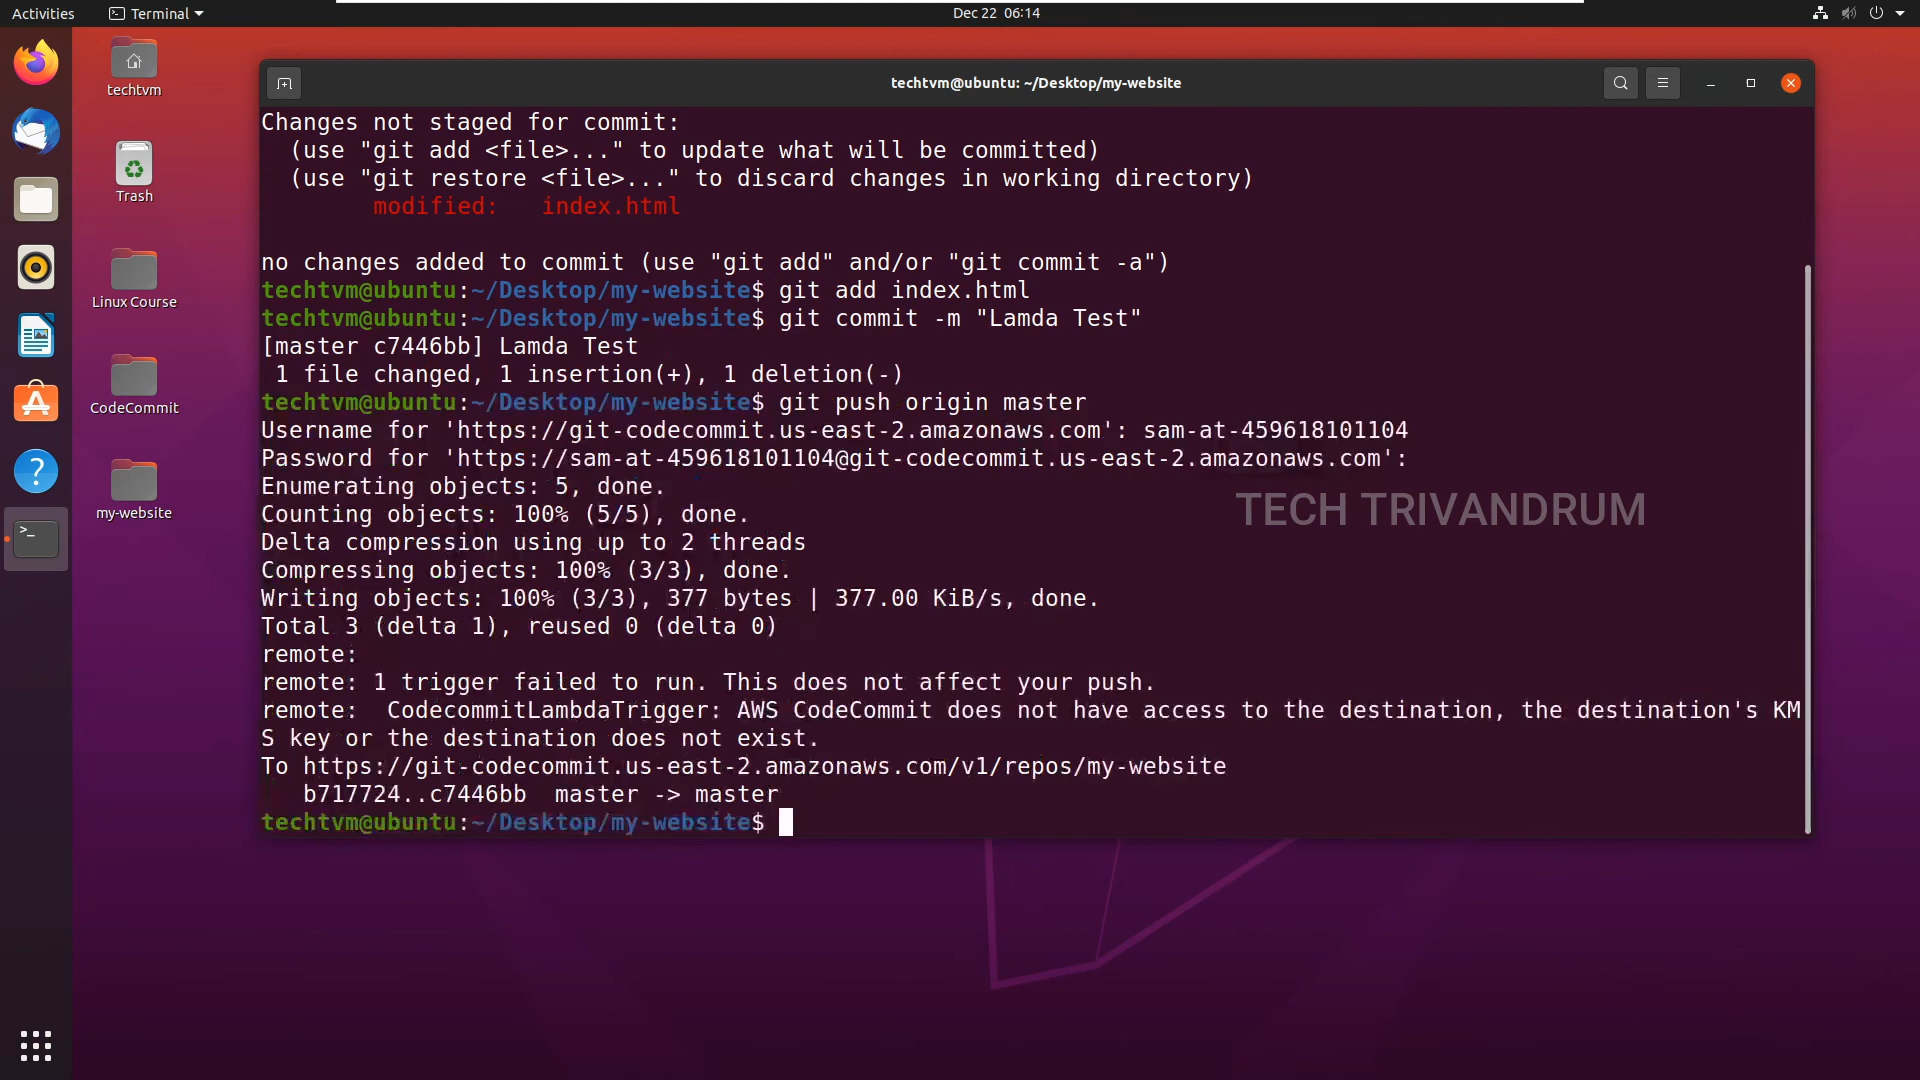 Activities
Terminal
Dec 22 06:14
techtvm
Trash
Linux Course
CodeCommit
my-website
techtvm@ubuntu: ~/Desktop/my-website
Changes not staged for commit:
  (use "git add <file>..." to update what will be committed)
  (use "git restore <file>..." to discard changes in working directory)
        modified:   index.html
no changes added to commit (use "git add" and/or "git commit -a")
techtvm@ubuntu:~/Desktop/my-website$ git add index.html
techtvm@ubuntu:~/Desktop/my-website$ git commit -m "Lamda Test"
[master c7446bb] Lamda Test
 1 file changed, 1 insertion(+), 1 deletion(-)
techtvm@ubuntu:~/Desktop/my-website$ git push origin master
Username for 'https://git-codecommit.us-east-2.amazonaws.com': sam-at-459618101104
Password for 'https://sam-at-459618101104@git-codecommit.us-east-2.amazonaws.com':
Enumerating objects: 5, done.
Counting objects: 100% (5/5), done.
TECH TRIVANDRUM
Delta compression using up to 2 threads
Compressing objects: 100% (3/3), done.
Writing objects: 100% (3/3), 377 bytes | 377.00 KiB/s, done.
Total 3 (delta 1), reused 0 (delta 0)
remote:
remote: 1 trigger failed to run. This does not affect your push.
remote:  CodecommitLambdaTrigger: AWS CodeCommit does not have access to the destination, the destination's KM
S key or the destination does not exist.
To https://git-codecommit.us-east-2.amazonaws.com/v1/repos/my-website
   b717724..c7446bb  master -> master
techtvm@ubuntu:~/Desktop/my-website$